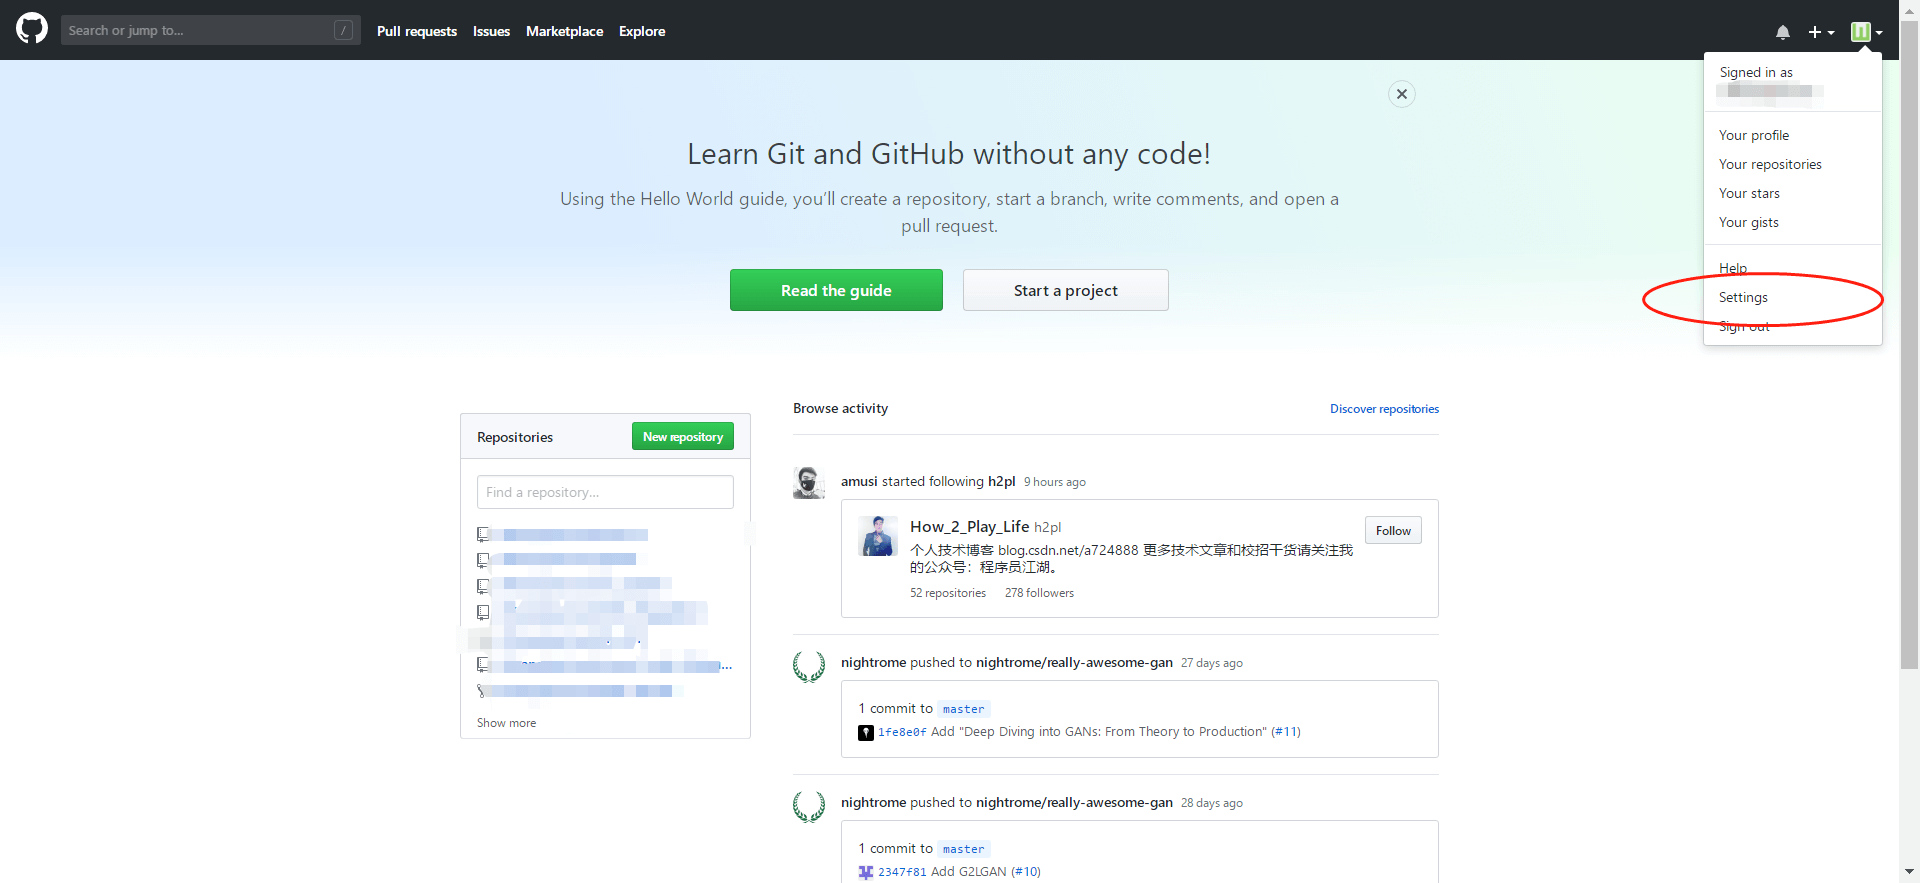 Search or jump to...
/
Pull requests
Issues
Marketplace
Explore
Signed in as
Your profile
Your repositories
Your stars
Your gists
Help
Settings
Sign out
Learn Git and GitHub without any code!
Using the Hello World guide, you’ll create a repository, start a branch, write comments, and open a
pull request.
Read the guide
Start a project
Repositories
New repository
Find a repository...
Show more
Browse activity
Discover repositories
amusi started following h2pl 9 hours ago
How_2_Play_Life h2pl
Follow
个人技术博客 blog.csdn.net/a724888 更多技术文章和校招干货请关注我
的公众号：程序员江湖。
52 repositories 278 followers
nightrome pushed to nightrome/really-awesome-gan 27 days ago
1 commit to master
1fe8e0f Add "Deep Diving into GANs: From Theory to Production" (#11)
nightrome pushed to nightrome/really-awesome-gan 28 days ago
1 commit to master
2347f81 Add G2LGAN (#10)